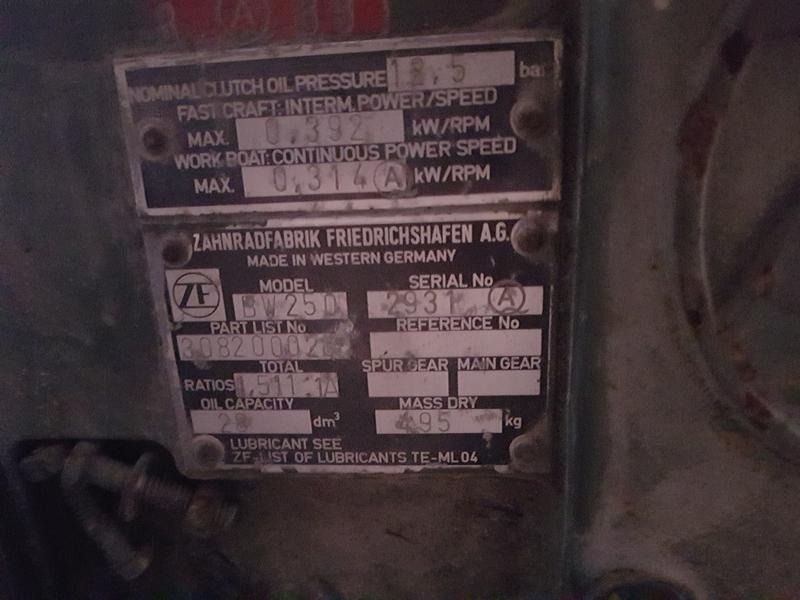 NOMINAL CLUTCH OIL PRESSURE 18,5 bar
FAST CRAFT: INTERM. POWER/SPEED
MAX. 0,392 kW/RPM
WORK BOAT: CONTINUOUS POWER SPEED
MAX. 0,314 A kW/RPM
ZAHNRADFABRIK FRIEDRICHSHAFEN A.G.
MADE IN WESTERN GERMANY
MODEL SERIAL No
ZF BW250 2931 A
PART LIST No REFERENCE No
TOTAL SPUR GEAR MAIN GEAR
RATIOS
OIL CAPACITY MASS DRY
dm³ 495 kg
LUBRICANT SEE
ZF-LIST OF LUBRICANTS TE-ML 04